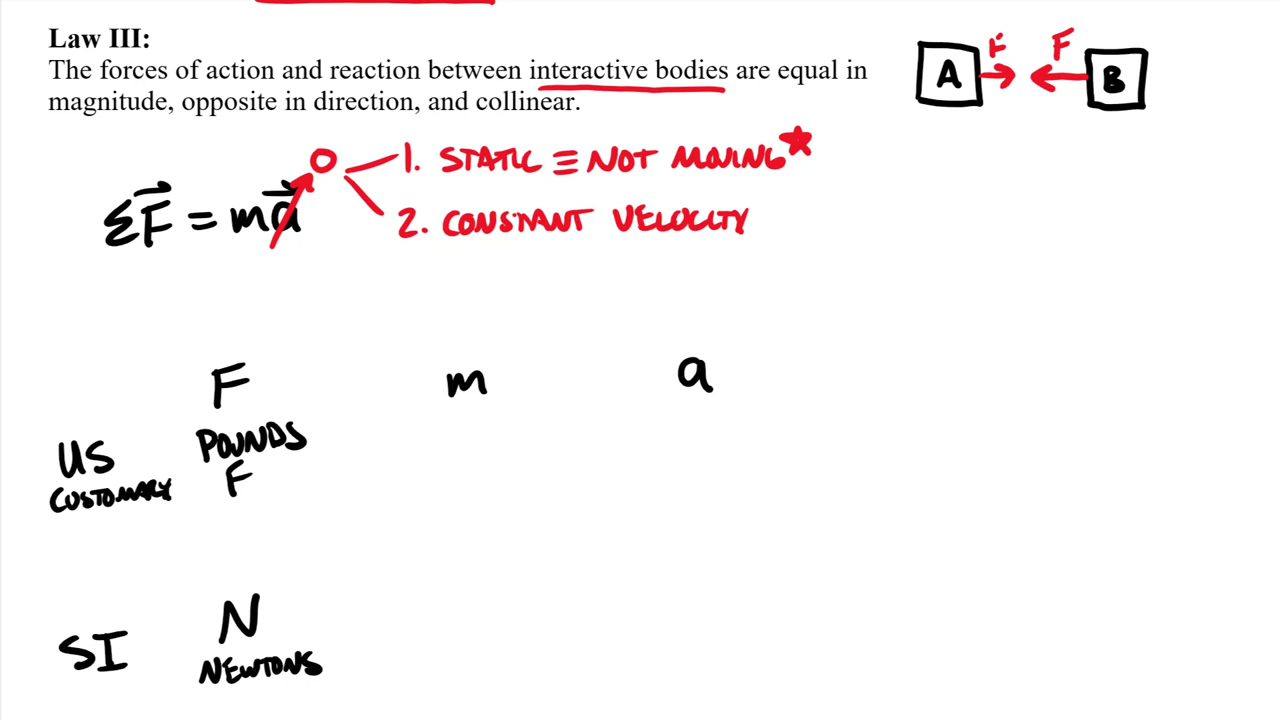 Law III:
The forces of action and reaction between interactive bodies are equal in
magnitude, opposite in direction, and collinear.
A F F B
ΣF⃗ = ma⃗ 0
1. STATIC ≡ NOT MOVING*
2. CONSTANT VELOCITY
F m a
US CUSTOMARY
POUNDS
F
SI
N
NEWTONS